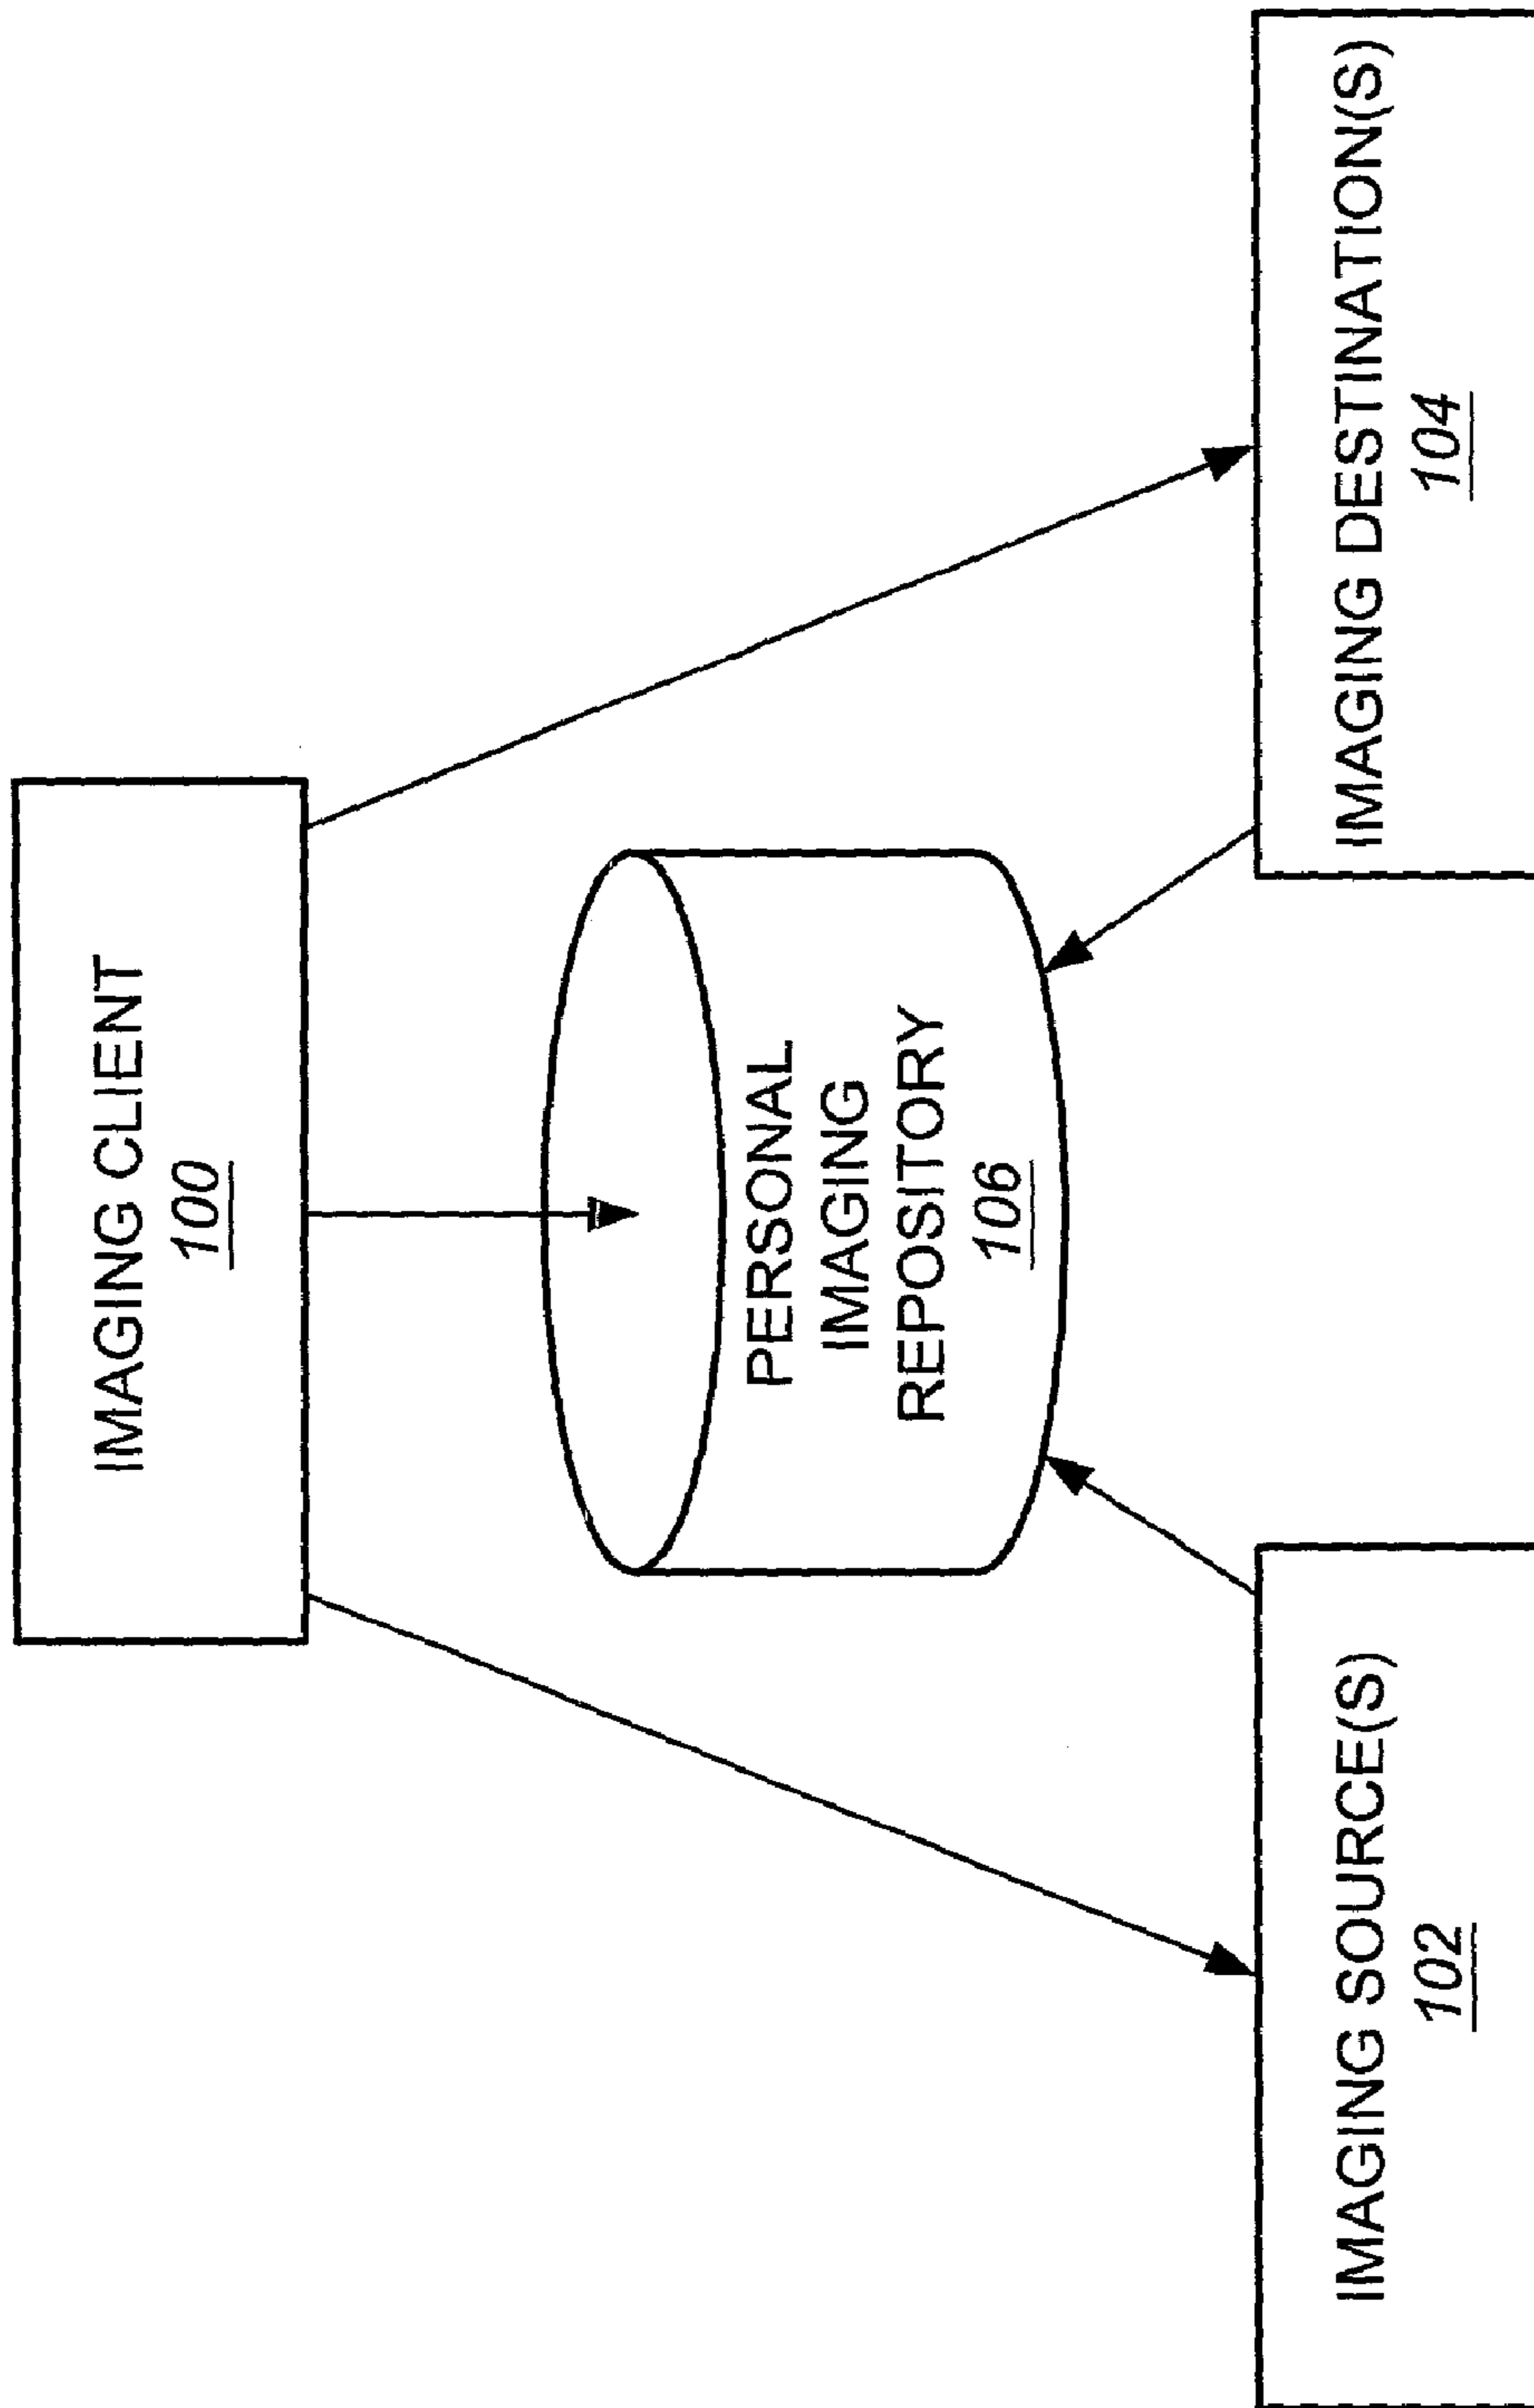 IMAGING CLIENT
100
PERSONAL
IMAGING
REPOSITORY
106
IMAGING SOURCE(S)
102
IMAGING DESTINATION(S)
104